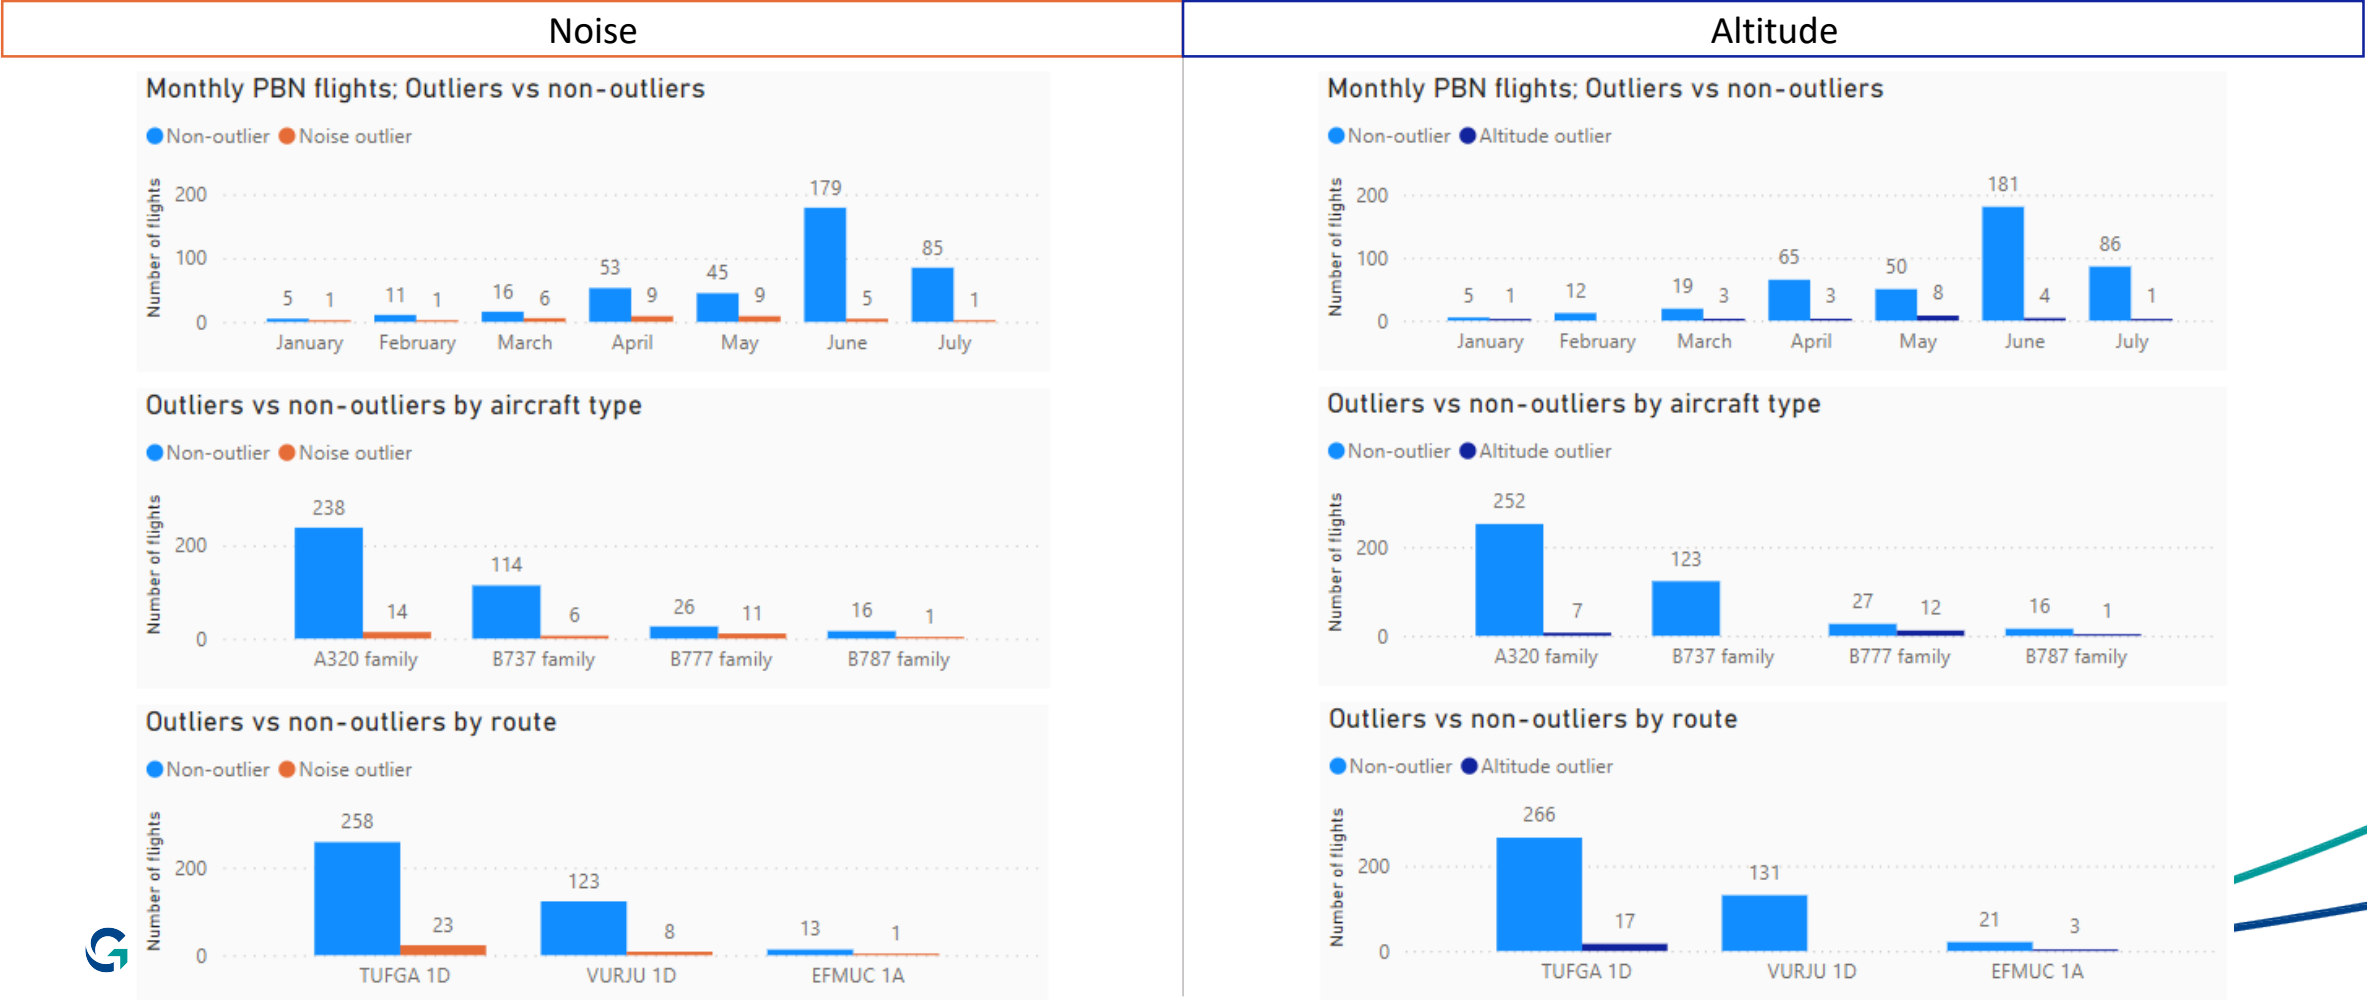 Noise
Monthly PBN flights; Outliers vs non-outliers
Non-outlier Noise outlier
Number of flights
200
100
0
5 1 11 1 16 6 53 9 45 9 179 5 85 1
January February March April May June July
Outliers vs non-outliers by aircraft type
Non-outlier Noise outlier
Number of flights
200
0
238 14 114 6 26 11 16 1
A320 family B737 family B777 family B787 family
Outliers vs non-outliers by route
Non-outlier Noise outlier
Number of flights
200
0
258 23 123 8 13 1
TUFGA 1D VURJU 1D EFMUC 1A
Altitude
Monthly PBN flights; Outliers vs non-outliers
Non-outlier Altitude outlier
Number of flights
200
100
0
5 1 12 19 3 65 3 50 8 181 4 86 1
January February March April May June July
Outliers vs non-outliers by aircraft type
Non-outlier Altitude outlier
Number of flights
200
0
252 7 123 27 12 16 1
A320 family B737 family B777 family B787 family
Outliers vs non-outliers by route
Non-outlier Altitude outlier
Number of flights
200
0
266 17 131 21 3
TUFGA 1D VURJU 1D EFMUC 1A